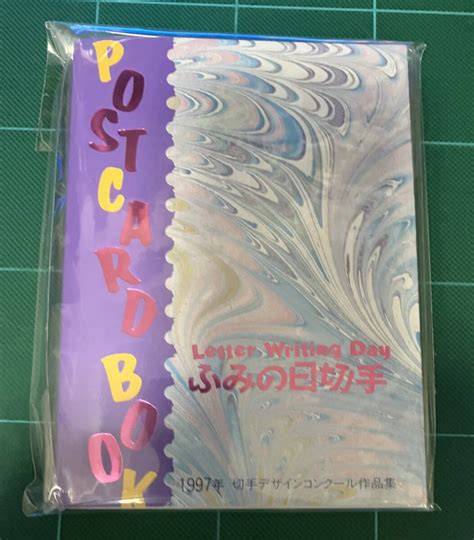 POSTCARD BOOK
Letter Writing Day
ふみの日切手
1997年 切手デザインコンクール作品集